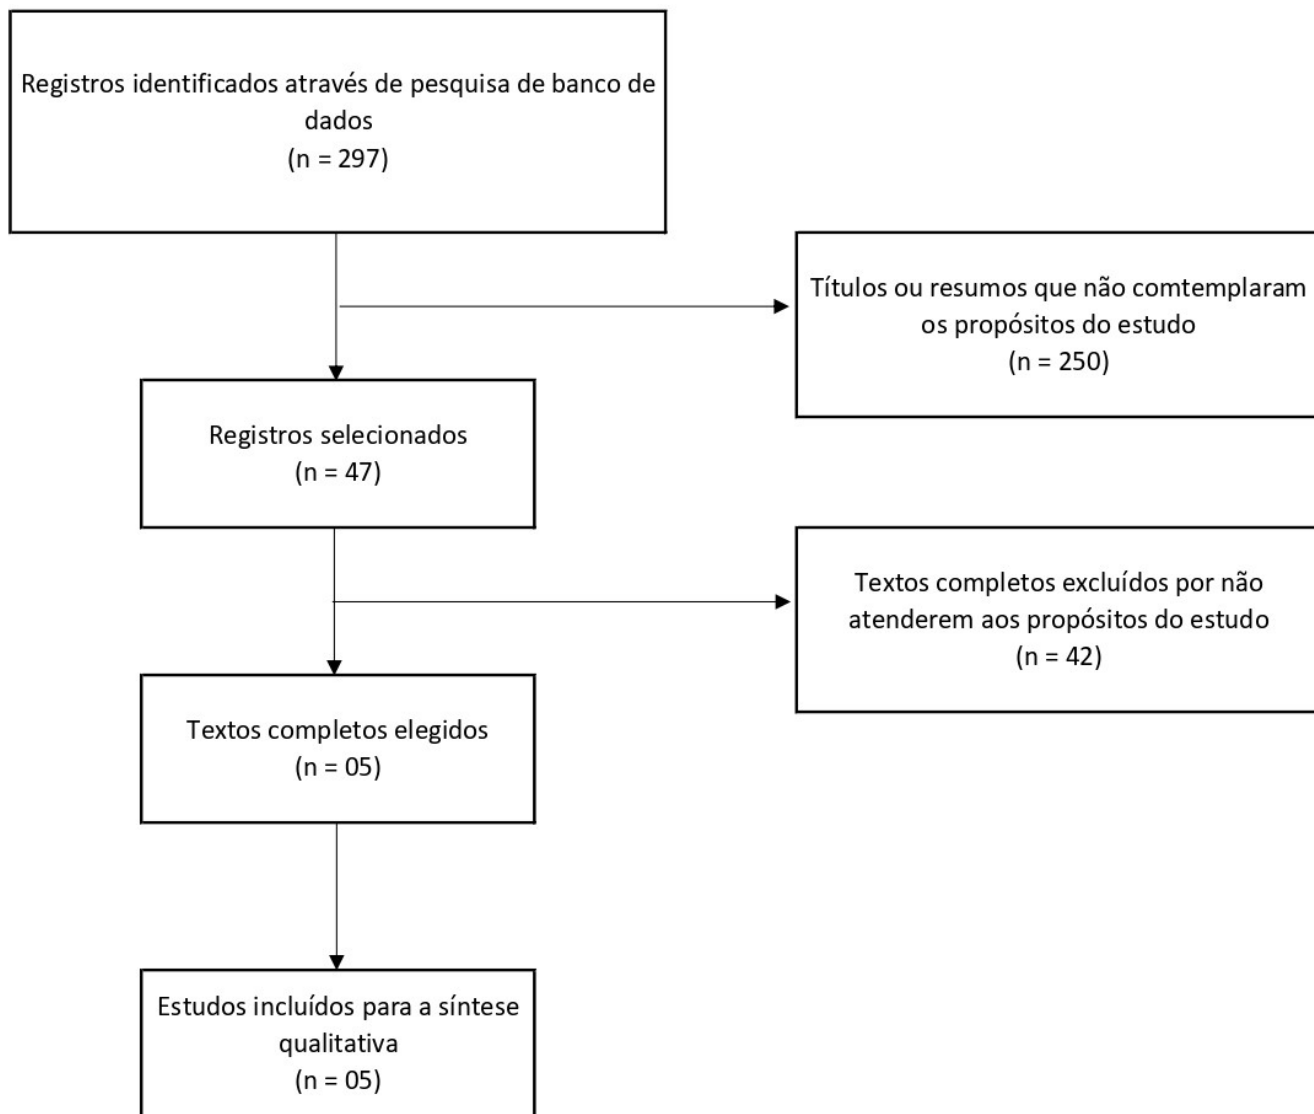 Registros identificados através de pesquisa de banco de
dados
(n = 297)
Títulos ou resumos que não comtemplaram
os propósitos do estudo
(n = 250)
Registros selecionados
(n = 47)
Textos completos excluídos por não
atenderem aos propósitos do estudo
(n = 42)
Textos completos elegidos
(n = 05)
Estudos incluídos para a síntese
qualitativa
(n = 05)